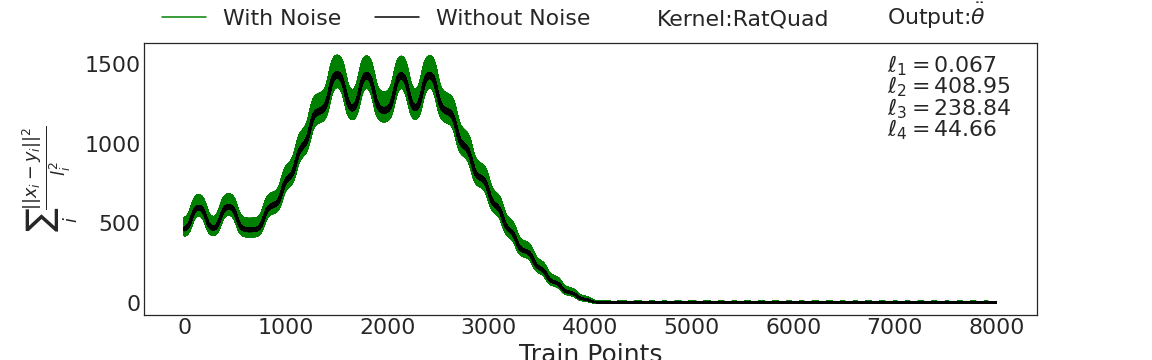 With Noise Without Noise Kernel:RatQuad Output:θ̈
ℓ₁ = 0.067
ℓ₂ = 408.95
ℓ₃ = 238.84
ℓ₄ = 44.66
∑ᵢ ||xᵢ − yᵢ||² / lᵢ²
1500
1000
500
0
0 1000 2000 3000 4000 5000 6000 7000 8000
Train Points